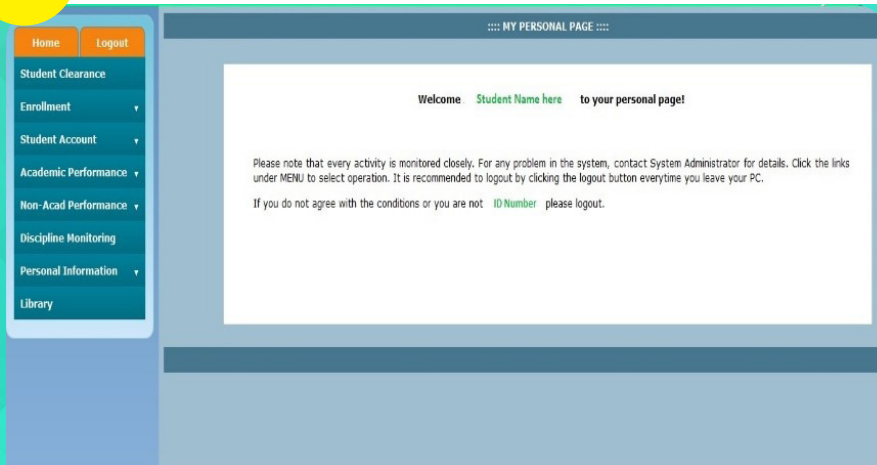 :::: MY PERSONAL PAGE ::::
Home Logout
Student Clearance
Enrollment
Student Account
Academic Performance
Non-Acad Performance
Discipline Monitoring
Personal Information
Library
Welcome Student Name here to your personal page!
Please note that every activity is monitored closely. For any problem in the system, contact System Administrator for details. Click the links
under MENU to select operation. It is recommended to logout by clicking the logout button everytime you leave your PC.
If you do not agree with the conditions or you are not ID Number please logout.